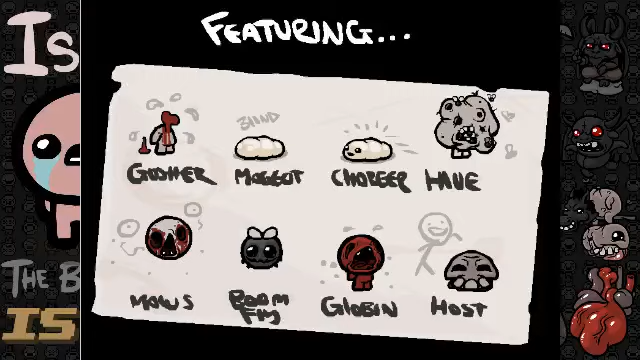 FEATURING...
Is
BLIND
GUSHER MAGGOT CHARGER HIVE
MAWS BOOM GLOBIN HOST
FLY
THE B
IS